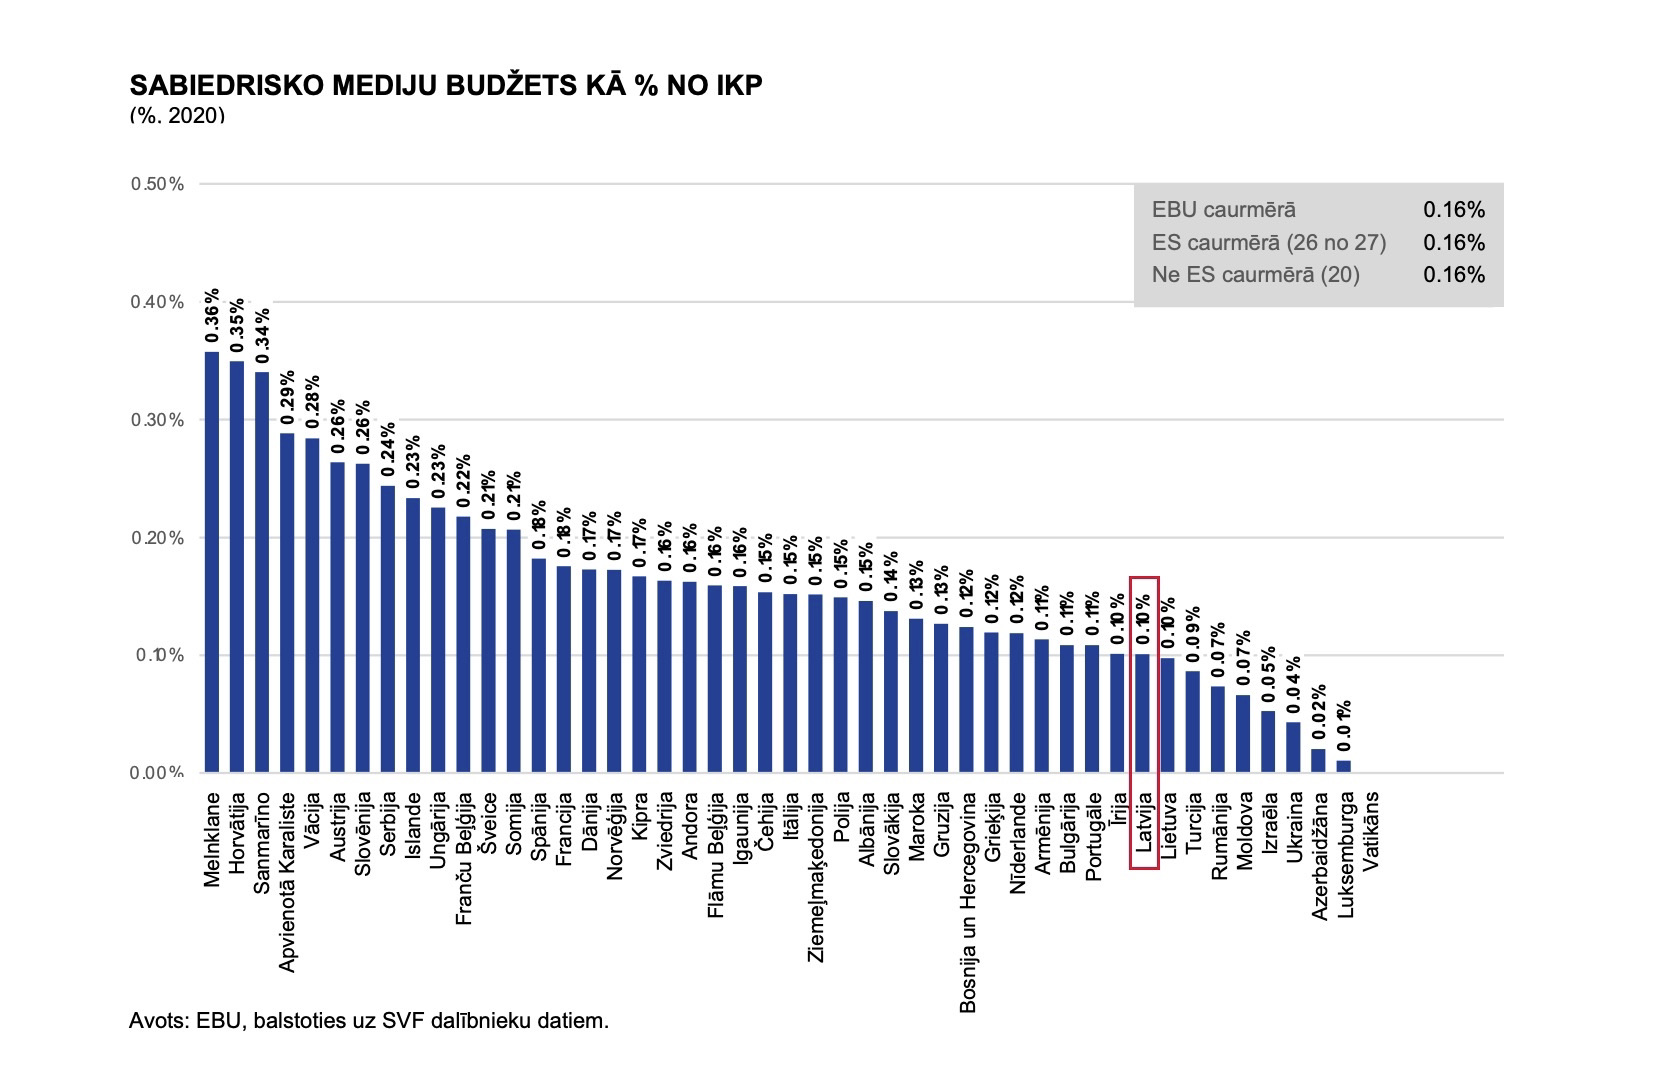 SABIEDRISKO MEDIJU BUDŽETS KĀ % NO IKP
(%, 2020)
0.50%
EBU caurmērā 0.16%
ES caurmērā (26 no 27) 0.16%
Ne ES caurmērā (20) 0.16%
0.40%
0.30%
0.20%
0.10%
0.00%
0.36%
0.35%
0.34%
0.29%
0.28%
0.26%
0.26%
0.24%
0.23%
0.23%
0.22%
0.21%
0.21%
0.18%
0.18%
0.17%
0.17%
0.17%
0.16%
0.16%
0.16%
0.16%
0.15%
0.15%
0.15%
0.15%
0.15%
0.14%
0.13%
0.13%
0.12%
0.12%
0.12%
0.11%
0.11%
0.11%
0.10%
0.10%
0.10%
0.09%
0.07%
0.07%
0.05%
0.04%
0.02%
0.01%
Melnklane
Horvātija
Sanmarīno
Apvienotā Karaliste
Vācija
Austrija
Slovēnija
Serbija
Islande
Ungārija
Franču Beļģija
Šveice
Somija
Spānija
Francija
Dānija
Norvēģija
Kipra
Zviedrija
Andora
Flāmu Beļģija
Igaunija
Čehija
Itālija
Ziemeļmaķedonija
Polija
Albānija
Slovākija
Maroka
Gruzija
Bosnija un Hercegovina
Grieķija
Nīderlande
Armēnija
Bulgārija
Portugāle
Īrija
Latvija
Lietuva
Turcija
Rumānija
Moldova
Izraēla
Ukraina
Azerbaidžāna
Luksemburga
Vatikāns
Avots: EBU, balstoties uz SVF dalībnieku datiem.